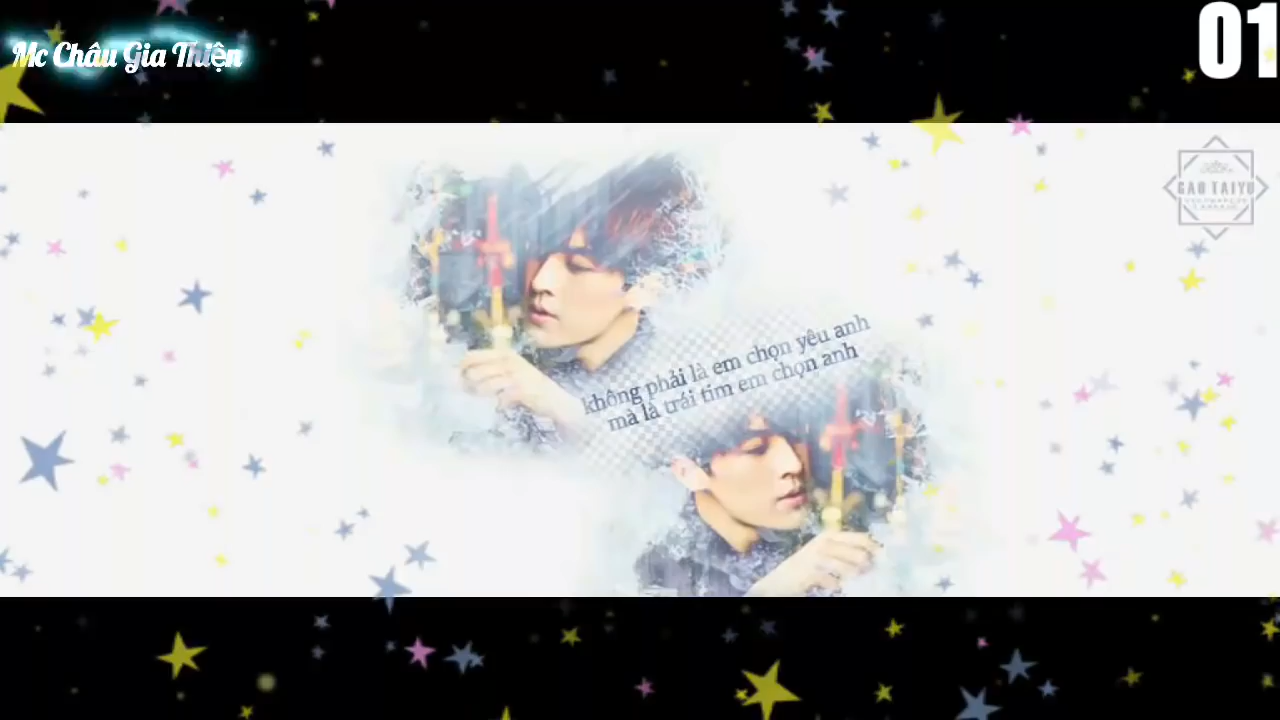 Mc Châu Gia Thiện
01
GAO TAIYU
không phải là em chọn yêu anh
mà là trái tim em chọn anh